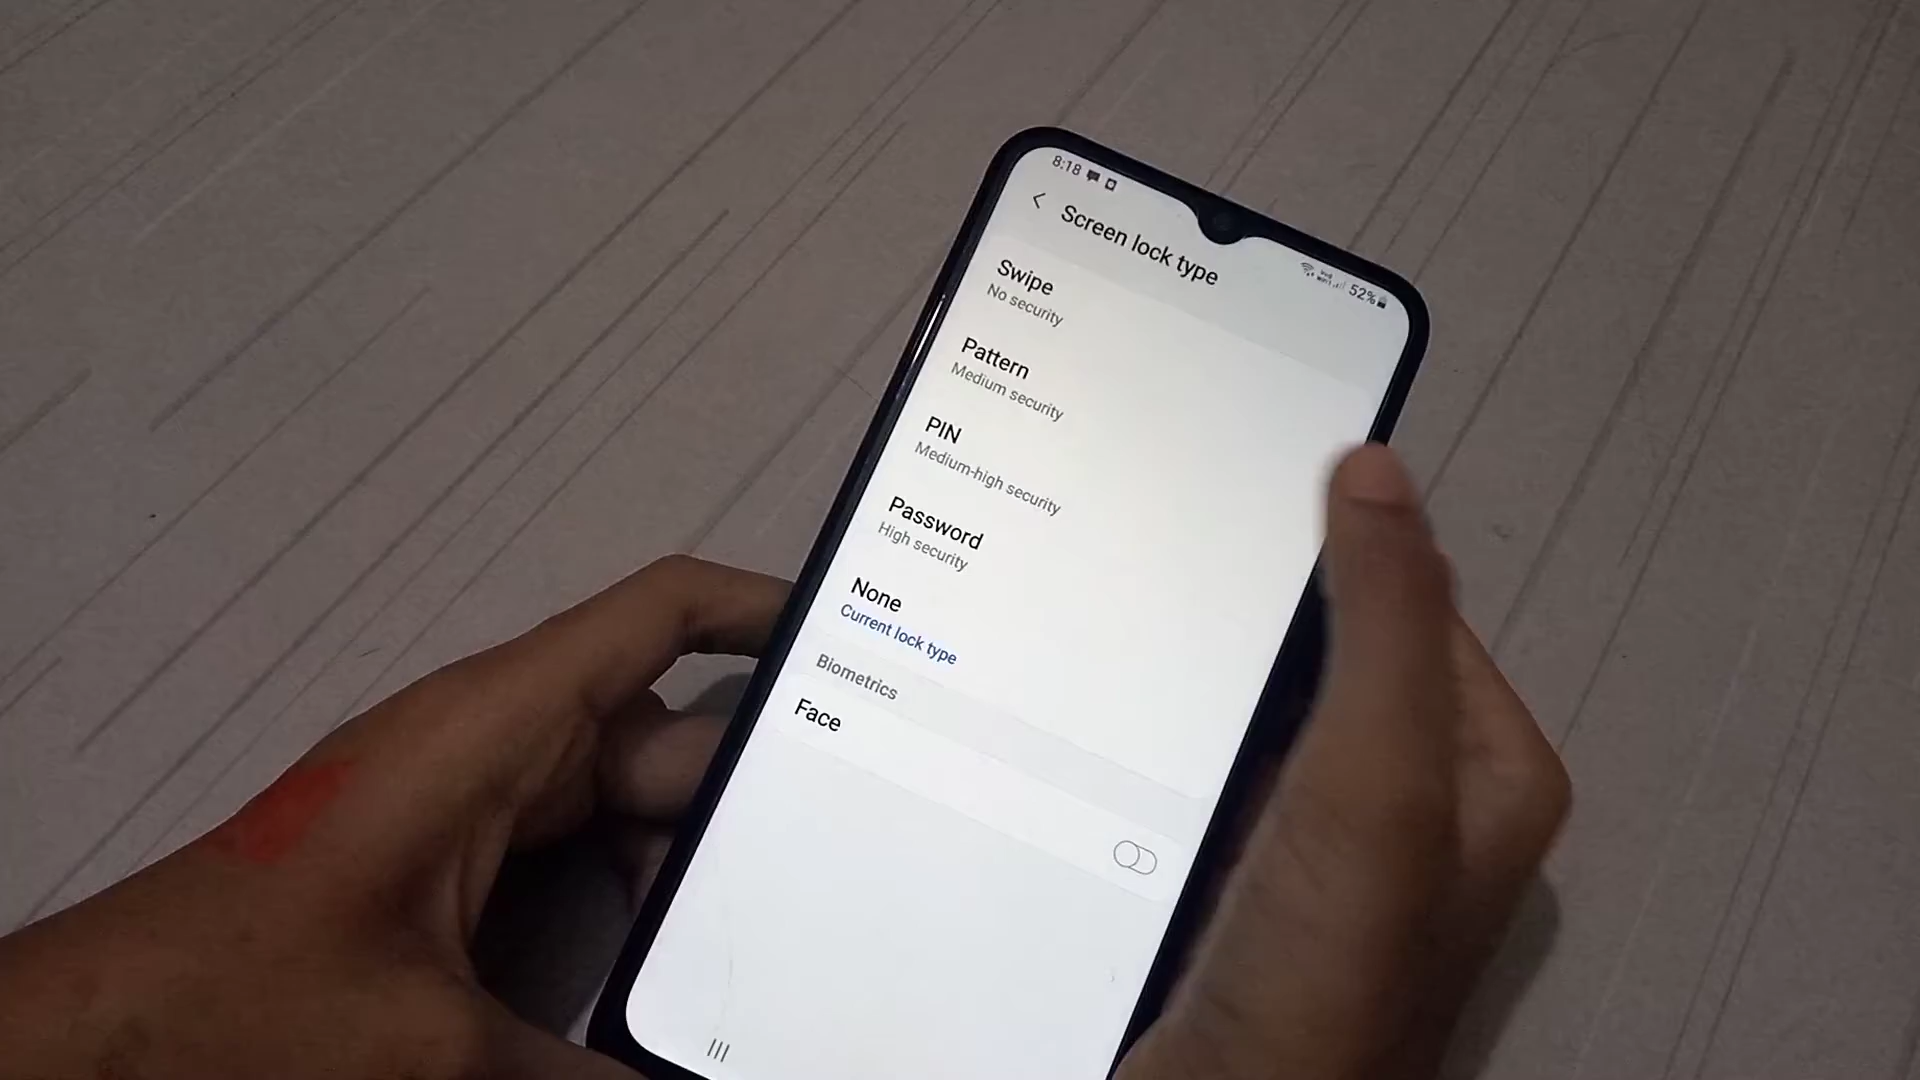 8:18
52%
Screen lock type
Swipe
No security
Pattern
Medium security
PIN
Medium-high security
Password
High security
None
Current lock type
Biometrics
Face